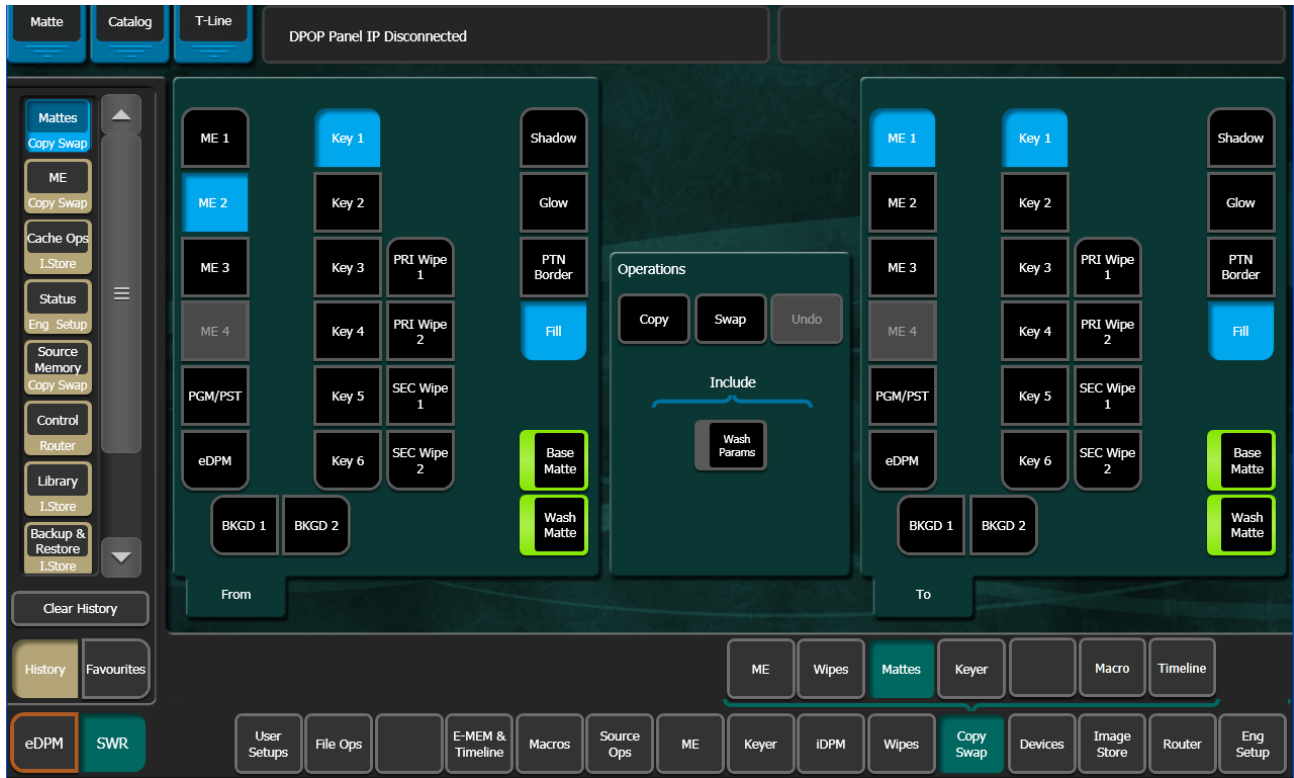 Matte
Catalog
T-Line
DPOP Panel IP Disconnected
Mattes
Copy Swap
ME
Copy Swap
Cache Ops
I.Store
Status
Eng Setup
Source
Memory
Copy Swap
Control
Router
Library
I.Store
Backup &
Restore
I.Store
Clear History
History
Favourites
eDPM
SWR
ME 1
ME 2
ME 3
ME 4
PGM/PST
eDPM
Key 1
Key 2
Key 3
Key 4
Key 5
Key 6
PRI Wipe
1
PRI Wipe
2
SEC Wipe
1
SEC Wipe
2
BKGD 1
BKGD 2
Shadow
Glow
PTN
Border
Fill
Base
Matte
Wash
Matte
From
Operations
Copy
Swap
Undo
Include
Wash
Params
ME 1
ME 2
ME 3
ME 4
PGM/PST
eDPM
Key 1
Key 2
Key 3
Key 4
Key 5
Key 6
PRI Wipe
1
PRI Wipe
2
SEC Wipe
1
SEC Wipe
2
BKGD 1
BKGD 2
Shadow
Glow
PTN
Border
Fill
Base
Matte
Wash
Matte
To
ME
Wipes
Mattes
Keyer
Macro
Timeline
User
Setups
File Ops
E-MEM &
Timeline
Macros
Source
Ops
ME
Keyer
iDPM
Wipes
Copy
Swap
Devices
Image
Store
Router
Eng
Setup